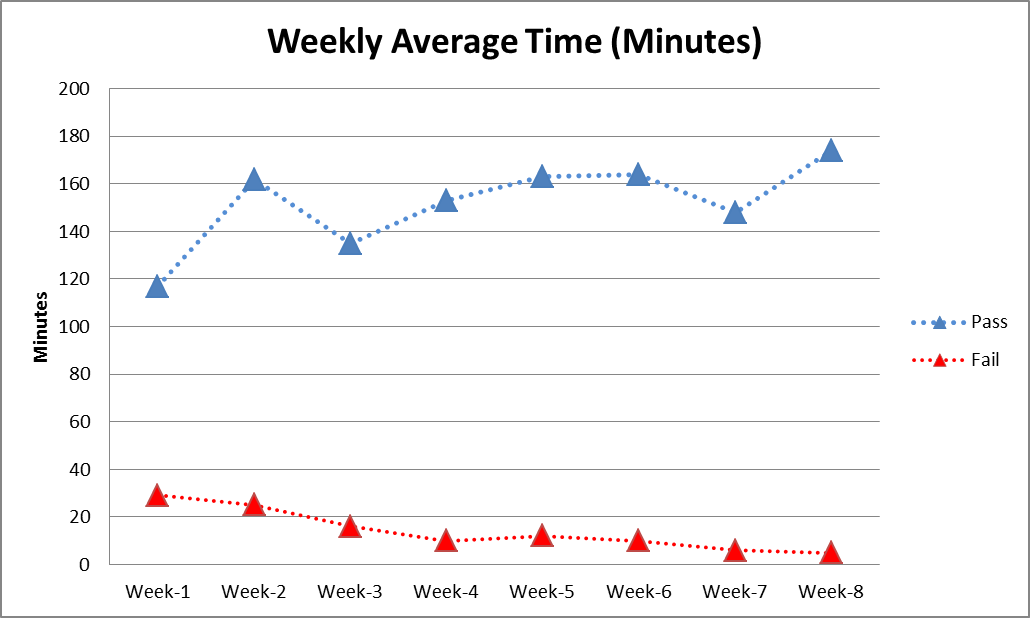 Weekly Average Time (Minutes)
200
180
160
140
120
100
80
60
40
20
0
Minutes
Week-1 Week-2 Week-3 Week-4 Week-5 Week-6 Week-7 Week-8
Pass
Fail